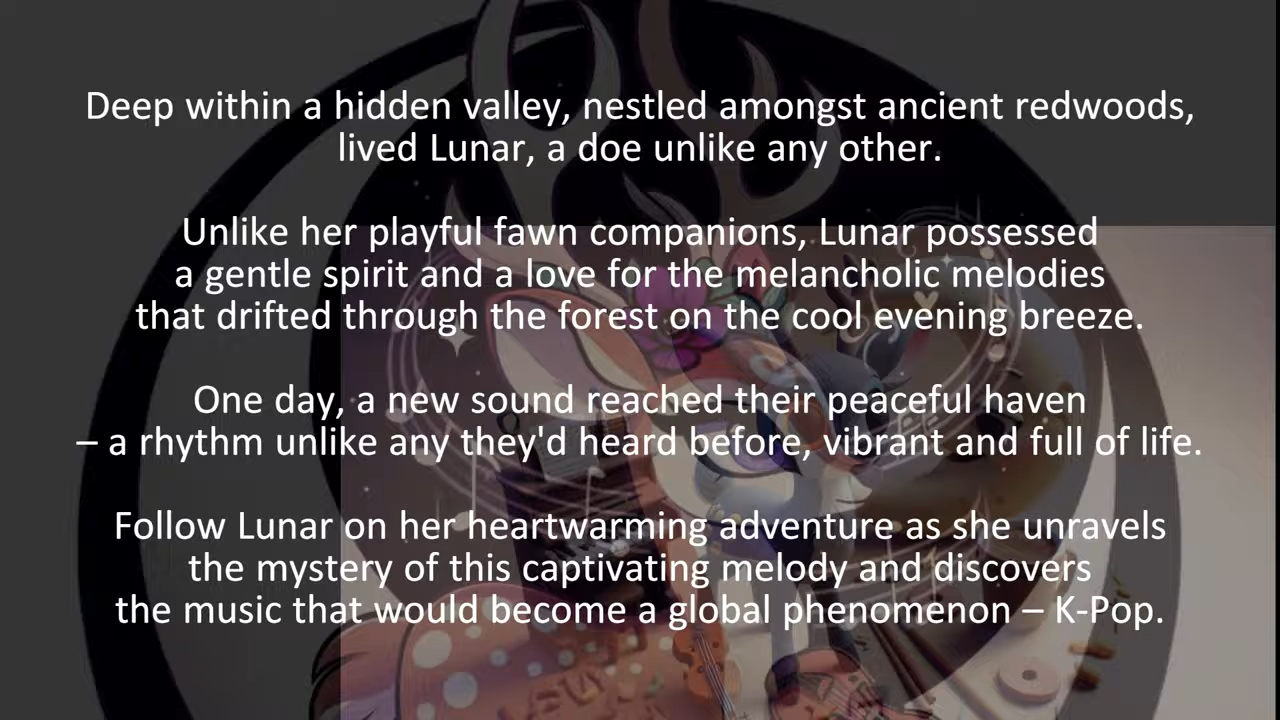 Deep within a hidden valley, nestled amongst ancient redwoods,
lived Lunar, a doe unlike any other.
Unlike her playful fawn companions, Lunar possessed
a gentle spirit and a love for the melancholic melodies
that drifted through the forest on the cool evening breeze.
One day, a new sound reached their peaceful haven
– a rhythm unlike any they'd heard before, vibrant and full of life.
Follow Lunar on her heartwarming adventure as she unravels
the mystery of this captivating melody and discovers
the music that would become a global phenomenon – K-Pop.